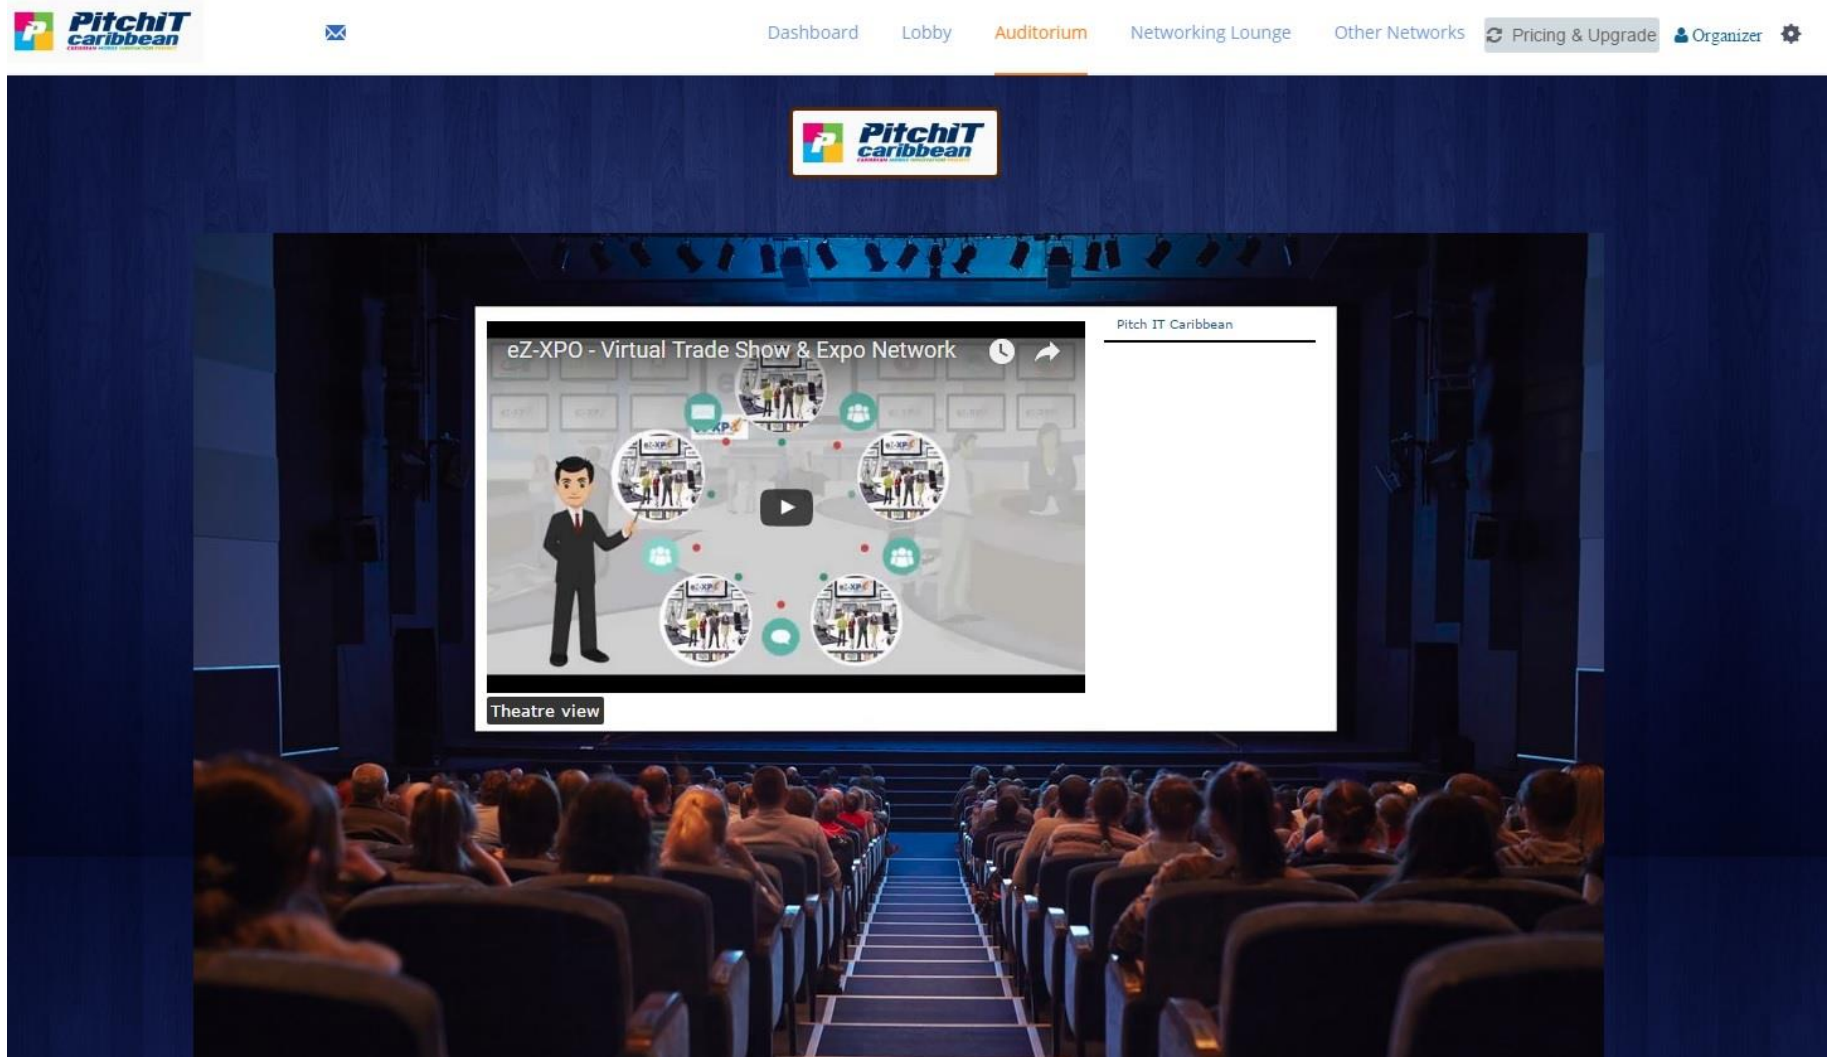 PitchiT
caribbean
Dashboard
Lobby
Auditorium
Networking Lounge
Other Networks
Pricing & Upgrade
Organizer
PitchiT
caribbean
eZ-XPO - Virtual Trade Show & Expo Network
Pitch IT Caribbean
Theatre view